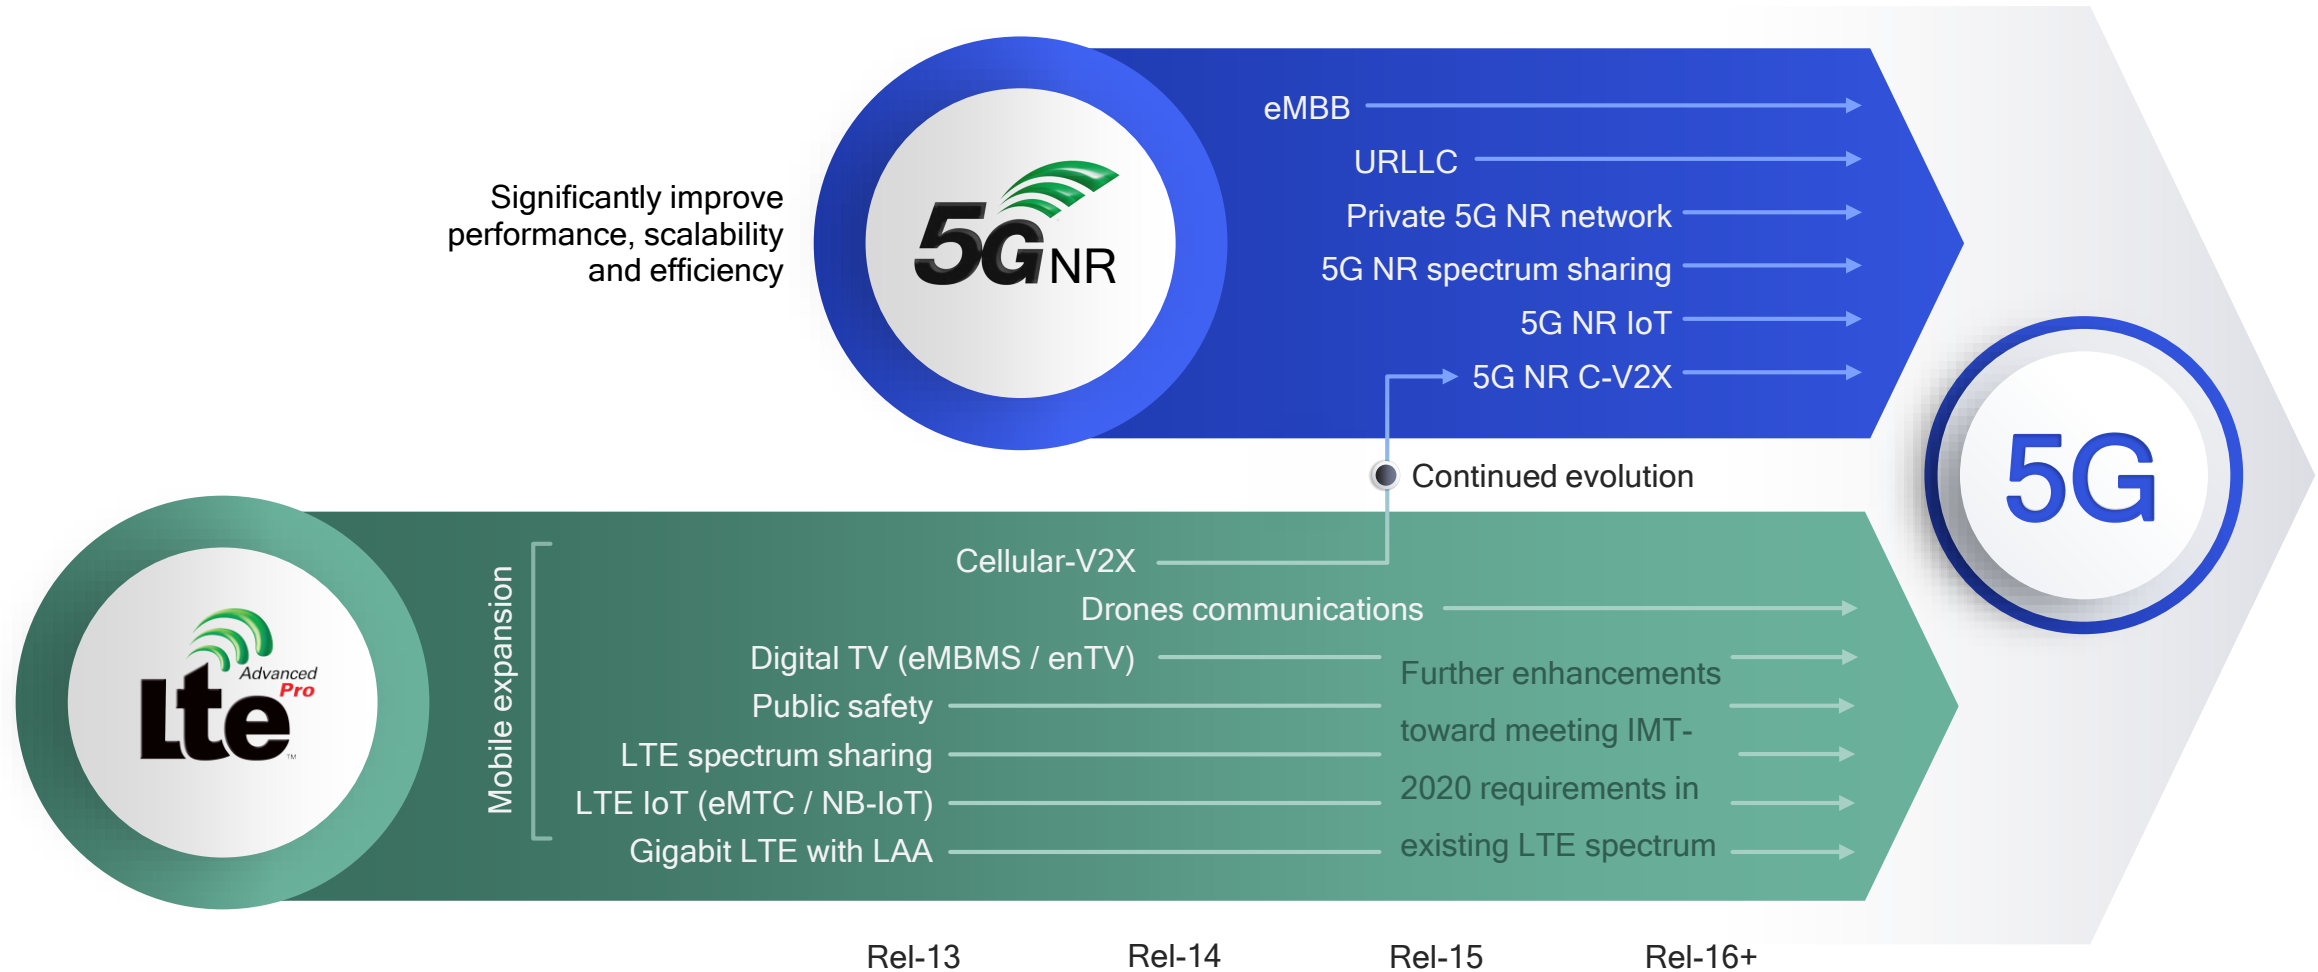 Significantly improve
performance, scalability
and efficiency
5G NR
eMBB
URLLC
Private 5G NR network
5G NR spectrum sharing
5G NR IoT
5G NR C-V2X
Continued evolution
5G
Lte
Advanced
Pro
TM
Mobile expansion
Cellular-V2X
Drones communications
Digital TV (eMBMS / enTV)
Public safety
LTE spectrum sharing
LTE IoT (eMTC / NB-IoT)
Gigabit LTE with LAA
Further enhancements
toward meeting IMT-
2020 requirements in
existing LTE spectrum
Rel-13
Rel-14
Rel-15
Rel-16+